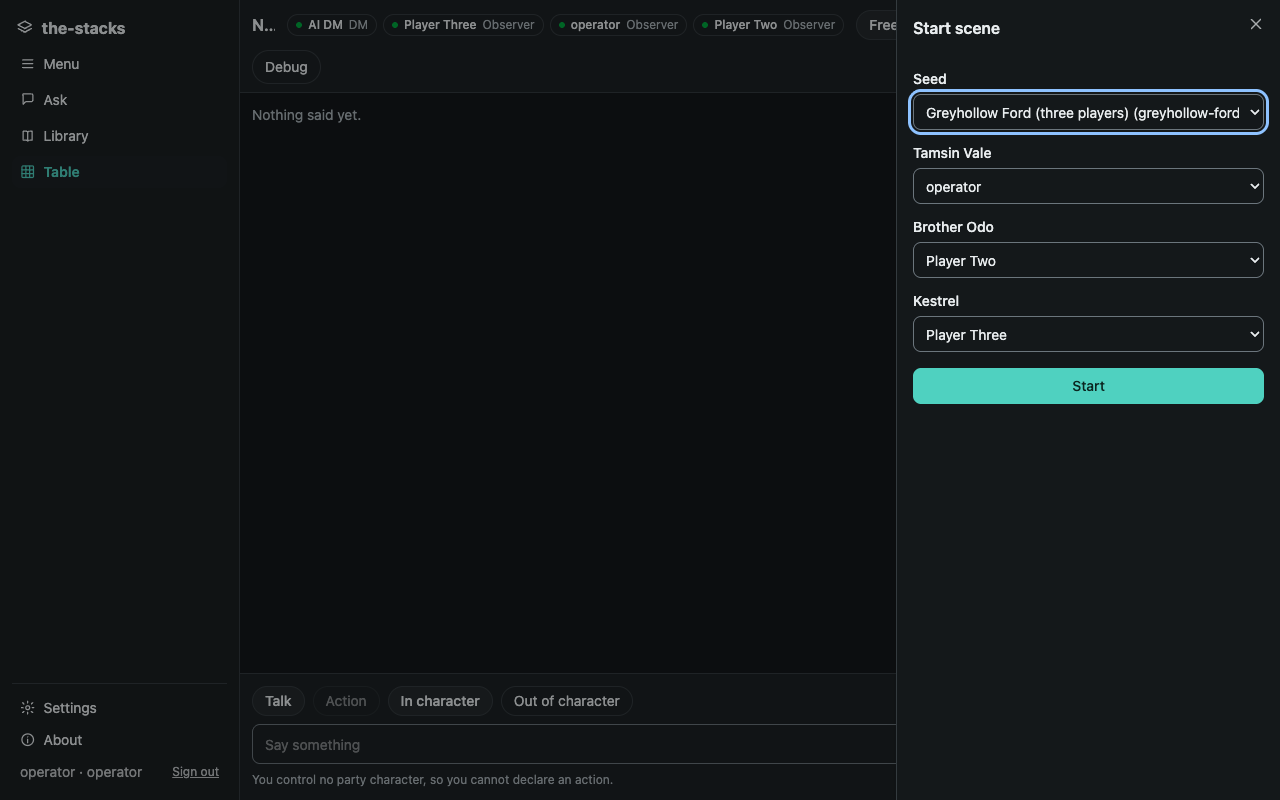 the-stacks
Menu
Ask
Library
Table
Settings
About
operator · operator
Sign out
N...
AI DM DM
Player Three Observer
operator Observer
Player Two Observer
Free
Debug
Nothing said yet.
Talk
Action
In character
Out of character
Say something
You control no party character, so you cannot declare an action.
Start scene
Seed
Greyhollow Ford (three players) (greyhollow-ford
Tamsin Vale
operator
Brother Odo
Player Two
Kestrel
Player Three
Start